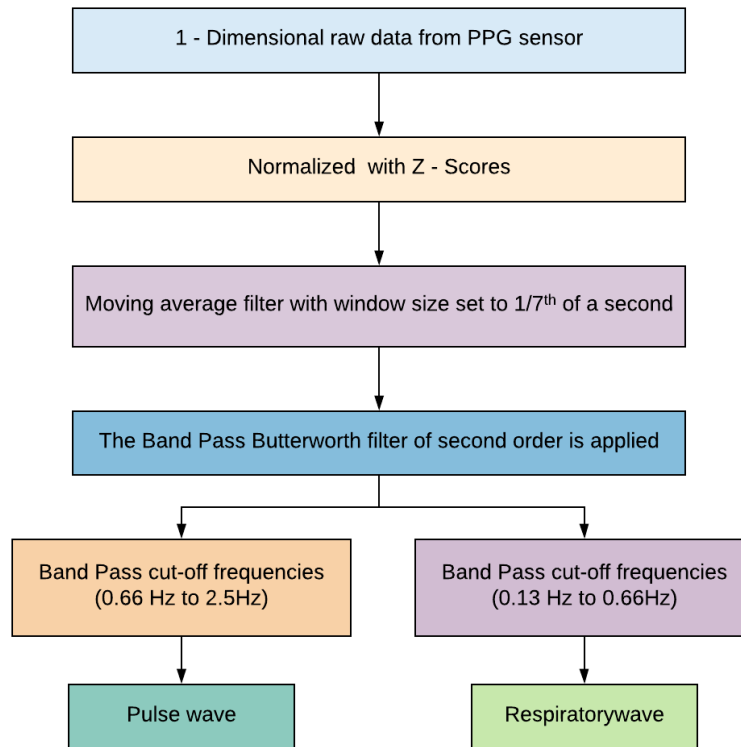 1 - Dimensional raw data from PPG sensor
Normalized with Z - Scores
Moving average filter with window size set to 1/7th of a second
The Band Pass Butterworth filter of second order is applied
Band Pass cut-off frequencies
(0.66 Hz to 2.5Hz)
Band Pass cut-off frequencies
(0.13 Hz to 0.66Hz)
Pulse wave
Respiratorywave